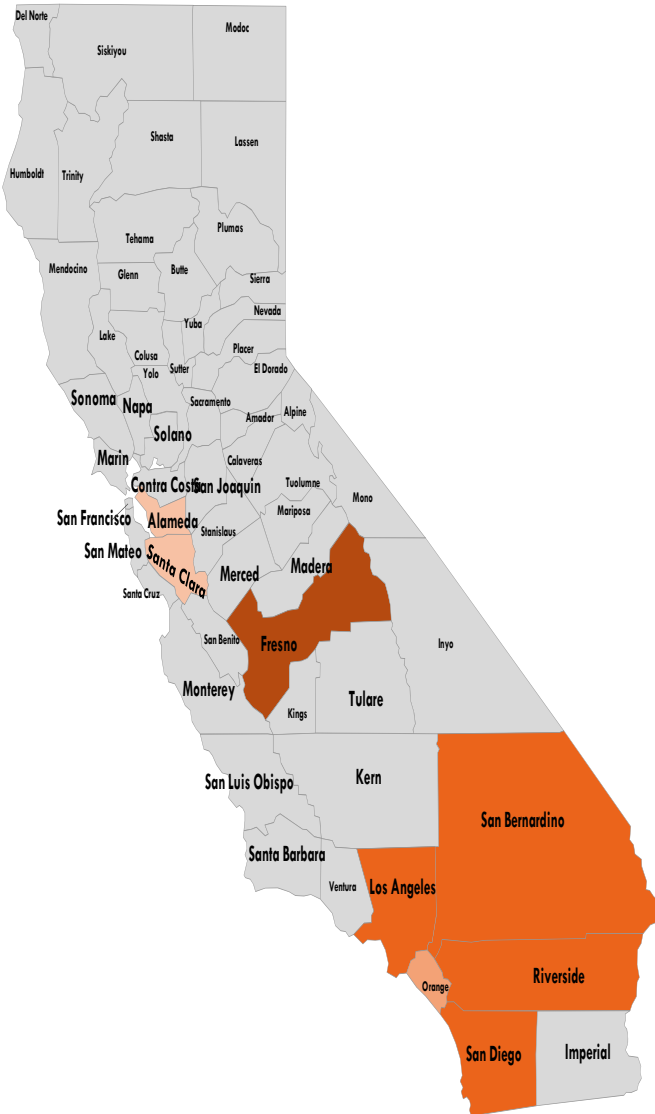 Del Norte
Modoc
Siskiyou
Shasta
Lassen
Humboldt
Trinity
Plumas
Tehama
Mendocino
Glenn
Butte
Sierra
Nevada
Yuba
Lake
Placer
Colusa
Sutter
El Dorado
Yolo
Sonoma
Napa
Sacramento
Alpine
Amador
Solano
Marin
Calaveras
Contra Costa
San Joaquin
Tuolumne
Mono
Mariposa
San Francisco
Alameda
Stanislaus
San Mateo
Santa Clara
Madera
Merced
Santa Cruz
San Benito
Fresno
Inyo
Monterey
Tulare
Kings
San Luis Obispo
Kern
San Bernardino
Santa Barbara
Ventura
Los Angeles
Riverside
Orange
San Diego
Imperial